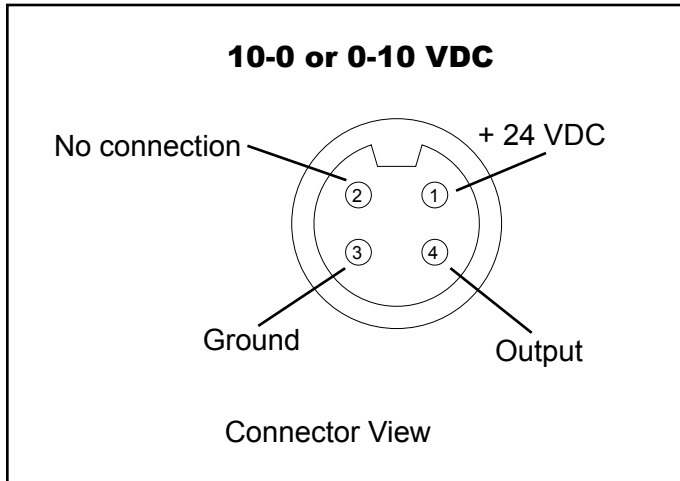 10-0 or 0-10 VDC
No connection
+ 24 VDC
2
1
3
4
Ground
Output
Connector View